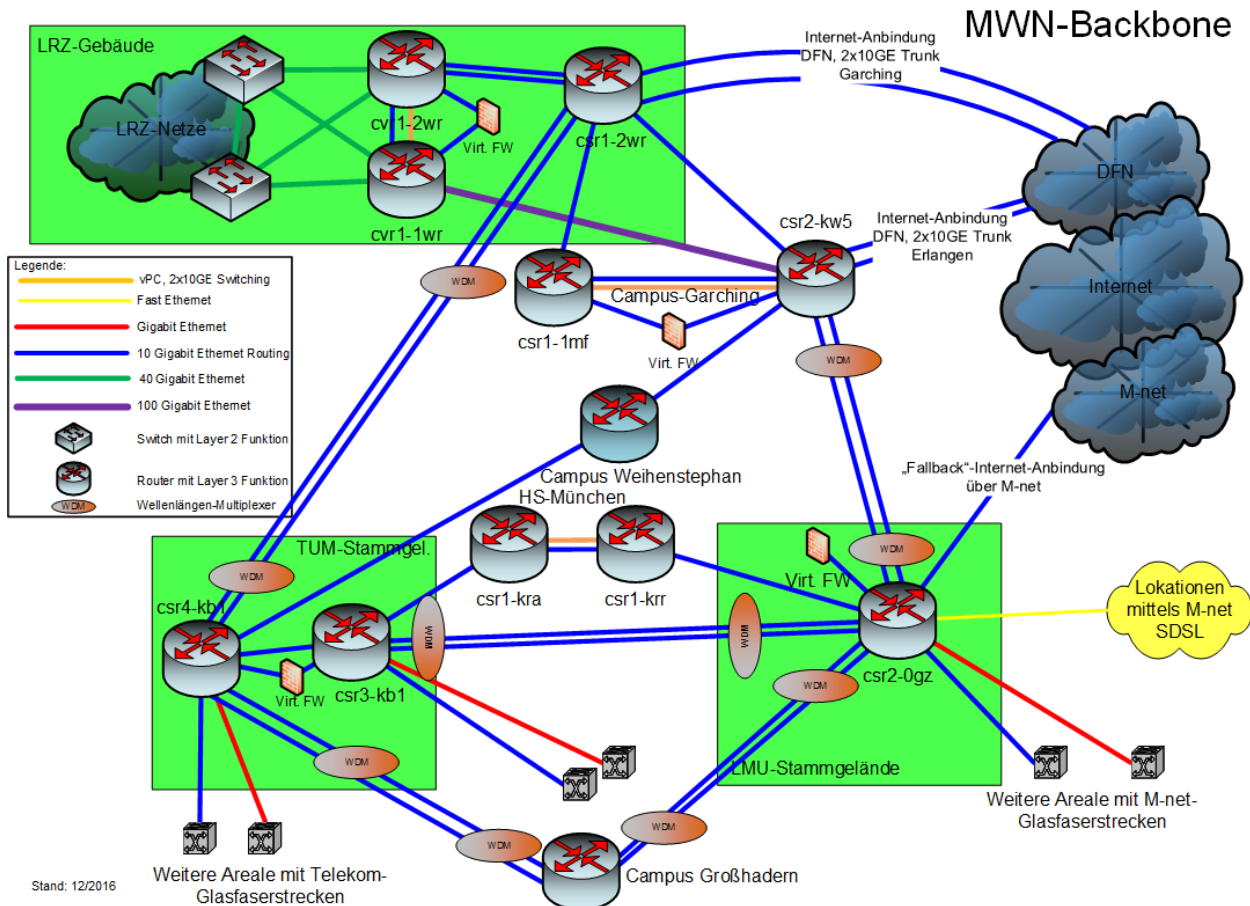 MWN-Backbone
LRZ-Gebäude
LRZ-Netze
cvr1-2wr
Virt. FW
cvr1-1wr
csr1-2wr
Internet-Anbindung
DFN, 2x10GE Trunk
Garching
DFN
Internet
M-net
Internet-Anbindung
DFN, 2x10GE Trunk
Erlangen
csr2-kw5
WDM
Campus-Garching
csr1-1mf
Virt. FW
WDM
Legende:
vPC, 2x10GE Switching
Fast Ethernet
Gigabit Ethernet
10 Gigabit Ethernet Routing
40 Gigabit Ethernet
100 Gigabit Ethernet
Switch mit Layer 2 Funktion
Router mit Layer 3 Funktion
WDM
Wellenlängen-Multiplexer
Campus Weihenstephan
HS-München
csr1-kra
csr1-krr
„Fallback“-Internet-Anbindung
über M-net
TUM-Stammgel.
WDM
csr4-kb1
Virt. FW
csr3-kb1
WDM
WDM
WDM
Virt. FW
csr2-0gz
WDM
LMU-Stammgelände
Lokationen
mittels M-net
SDSL
WDM
WDM
WDM
Campus Großhadern
Weitere Areale mit Telekom-
Glasfaserstrecken
Weitere Areale mit M-net-
Glasfaserstrecken
Stand: 12/2016